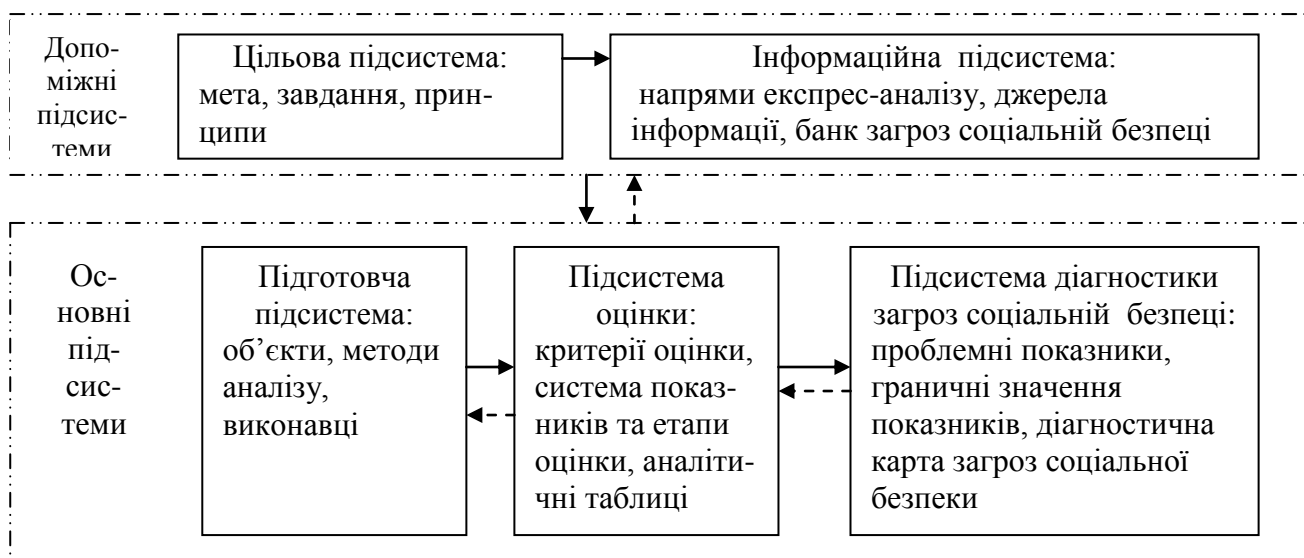 Допо-
міжні
підсис-
теми
Цільова підсистема:
мета, завдання, прин-
ципи
Інформаційна підсистема:
напрями експрес-аналізу, джерела
інформації, банк загроз соціальній безпеці
Ос-
новні
під-
сис-
теми
Підготовча
підсистема:
об’єкти, методи
аналізу,
виконавці
Підсистема
оцінки:
критерії оцінки,
система показ-
ників та етапи
оцінки, аналіти-
чні таблиці
Підсистема діагностики
загроз соціальній безпеці:
проблемні показники,
граничні значення
показників, діагностична
карта загроз соціальної
безпеки